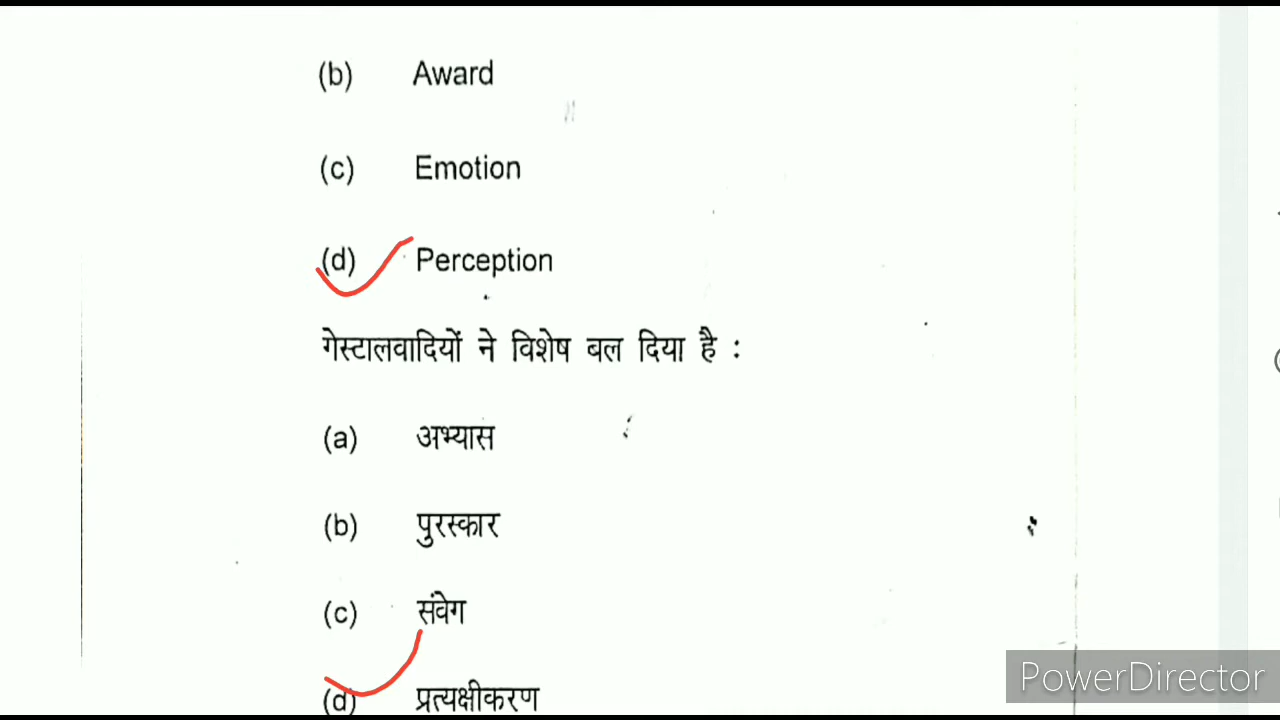 (b) Award
(c) Emotion
(d) Perception
गेस्टालवादियों ने विशेष बल दिया है :
(a) अभ्यास
(b) पुरस्कार
(c) संवेग
(d) प्रत्यक्षीकरण
PowerDirector